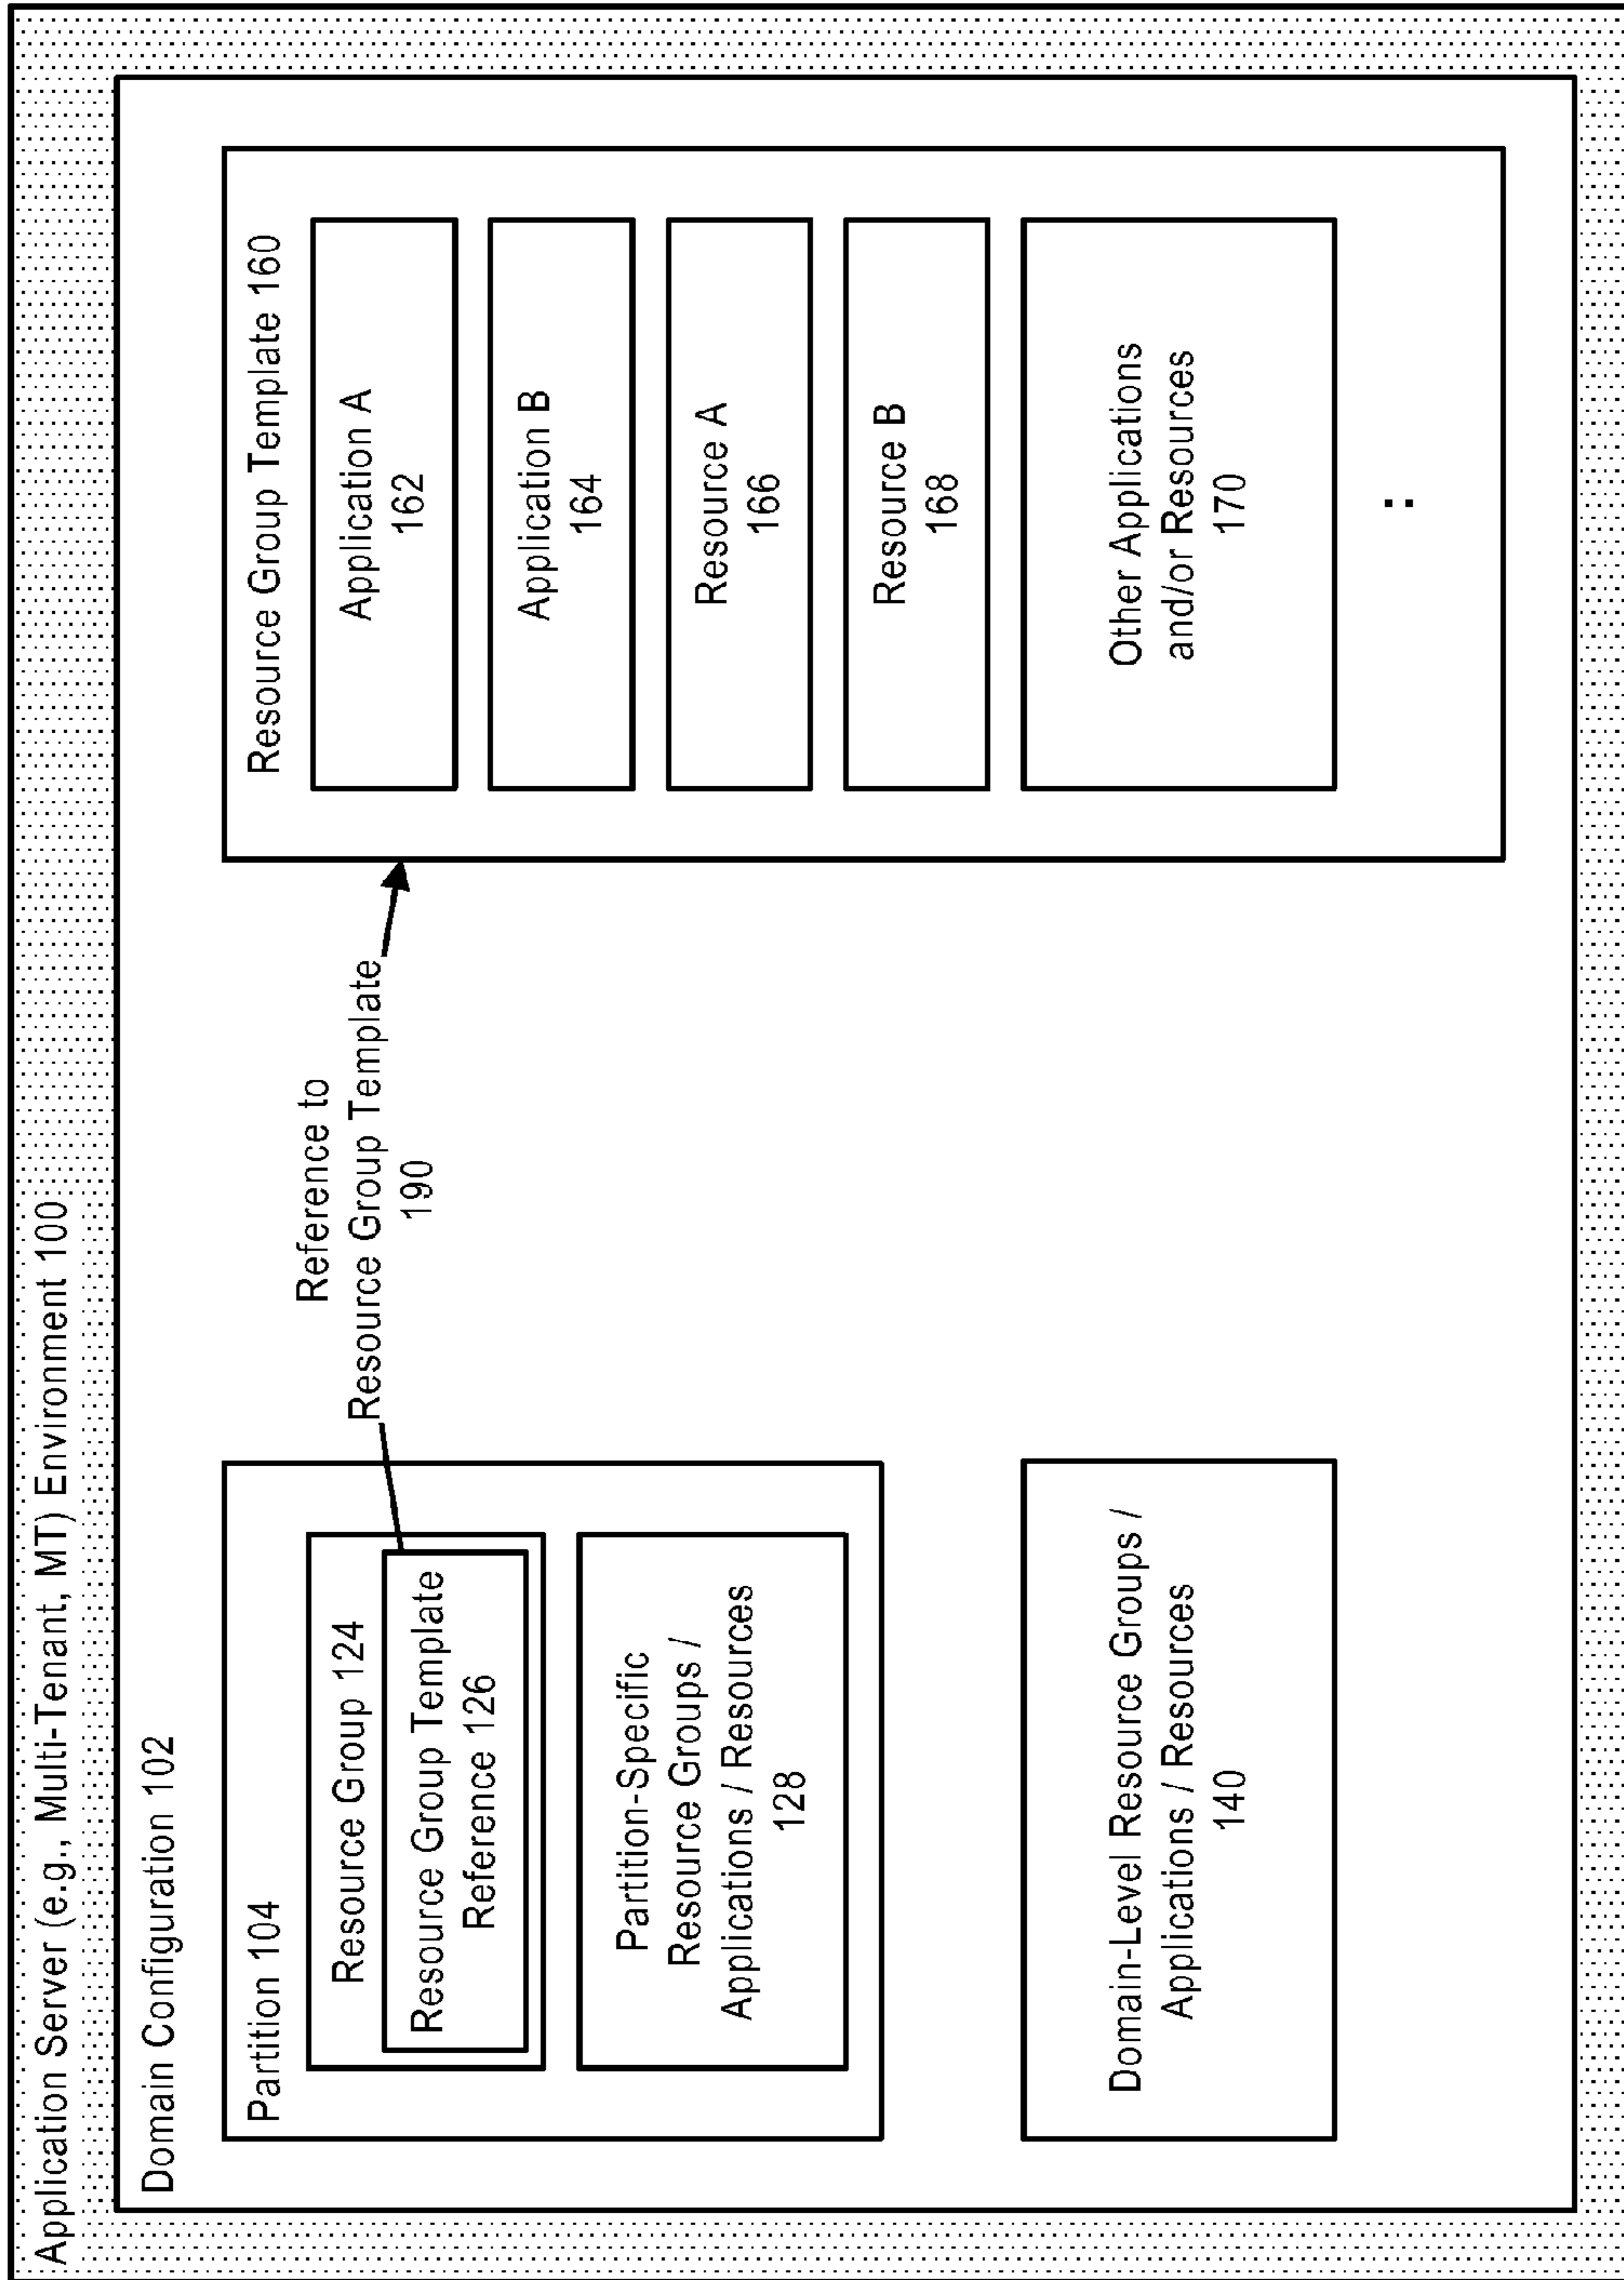 Application Server (e.g., Multi-Tenant, MT) Environment 100
Domain Configuration 102
Partition 104
Resource Group 124
Resource Group Template
Reference 126
Partition-Specific
Resource Groups /
Applications / Resources
128
Domain-Level Resource Groups /
Applications / Resources
140
Reference to
Resource Group Template
190
Resource Group Template 160
Application A
162
Application B
164
Resource A
166
Resource B
168
Other Applications
and/or Resources
170